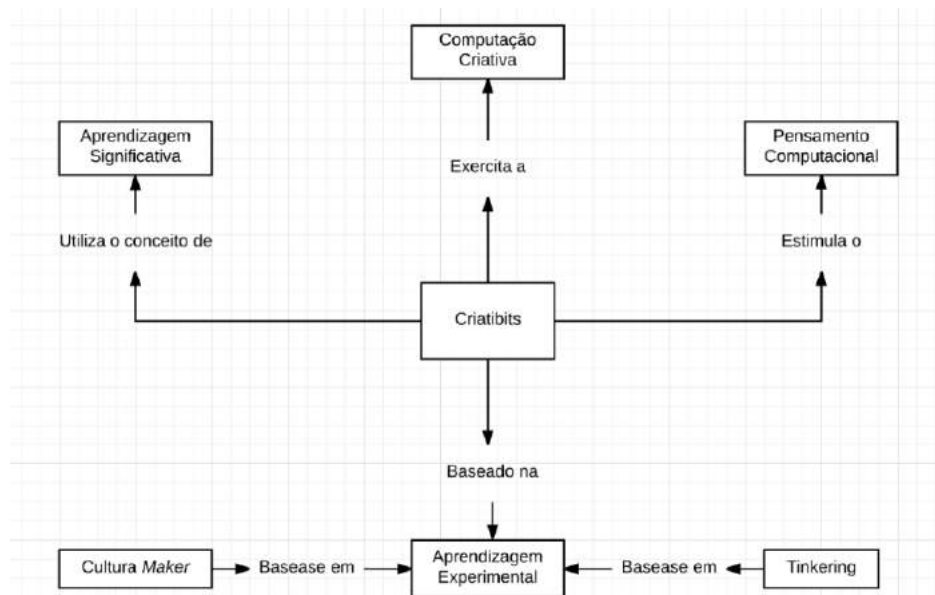 Computação
Criativa
Aprendizagem
Significativa
Pensamento
Computacional
Exercita a
Utiliza o conceito de
Estimula o
Criatibits
Baseado na
Cultura Maker
Basease em
Aprendizagem
Experimental
Basease em
Tinkering